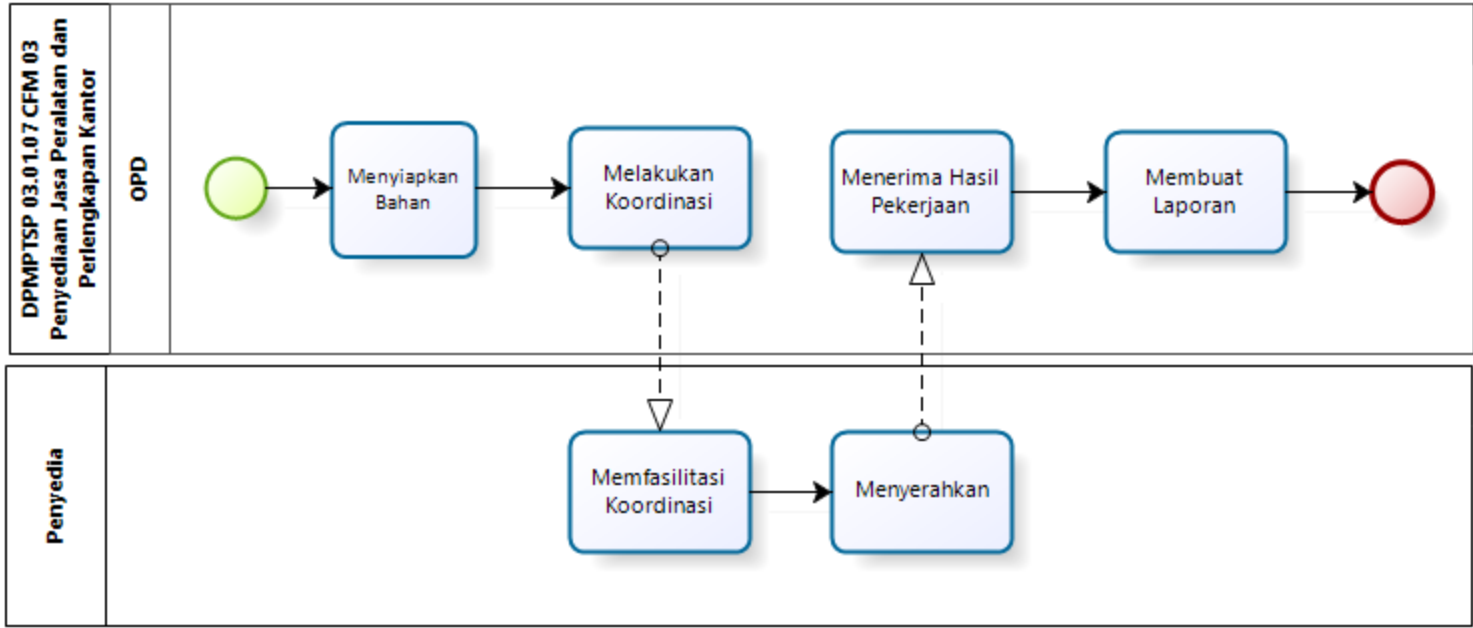 DPMPTSP 03.01.07 CFM 03
Penyediaan Jasa Peralatan dan
Perlengkapan Kantor
OPD
Menyiapkan
Bahan
Melakukan
Koordinasi
Menerima Hasil
Pekerjaan
Membuat
Laporan
Penyedia
Memfasilitasi
Koordinasi
Menyerahkan